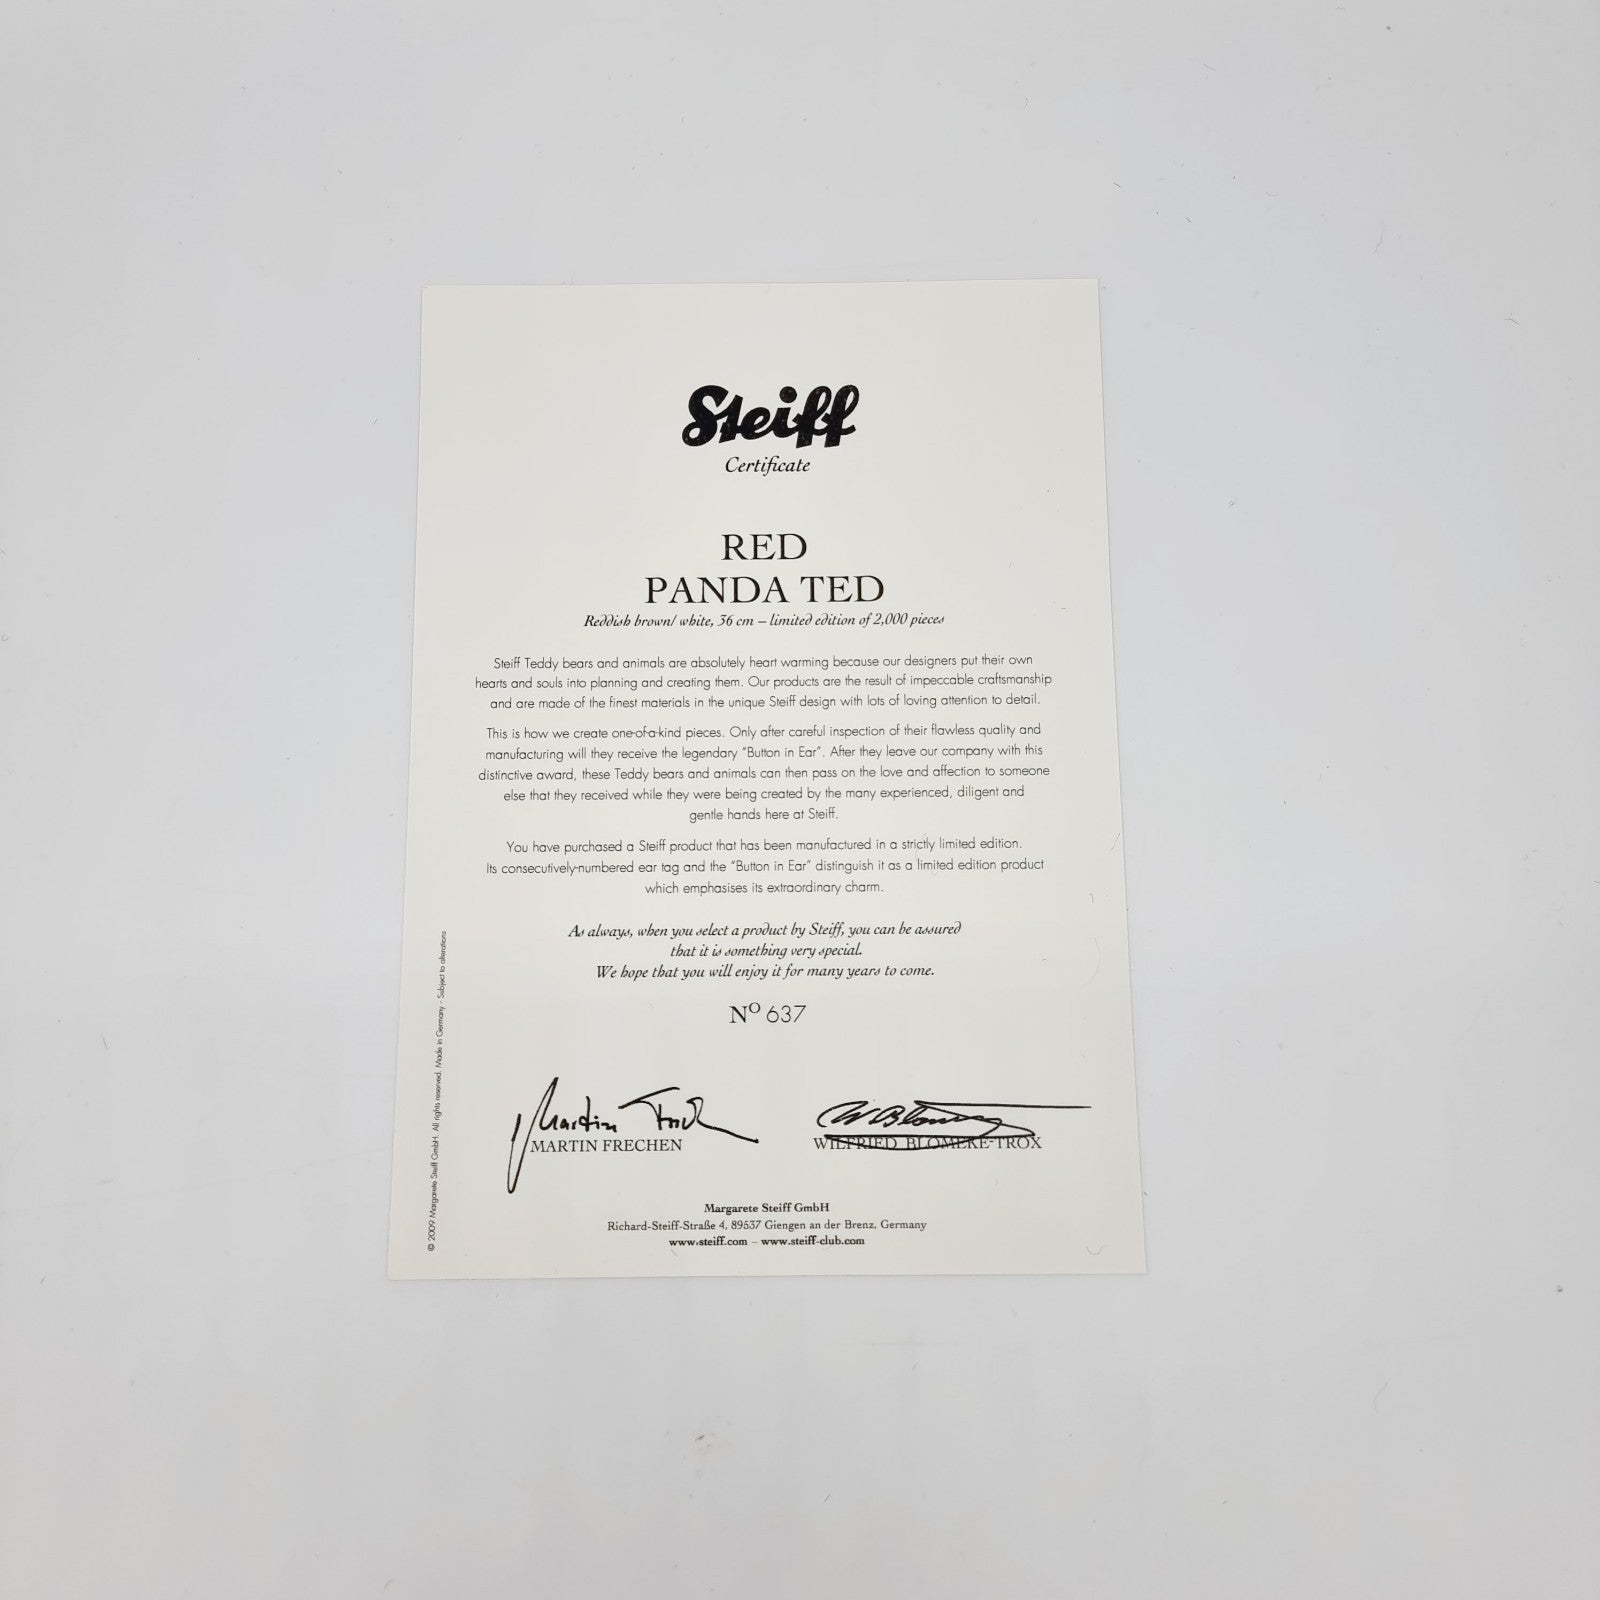 Steiff
Certificate
RED
PANDA TED
Reddish brown/ white, 36 cm – limited edition of 2,000 pieces
Steiff Teddy bears and animals are absolutely heart warming because our designers put their own
hearts and souls into planning and creating them. Our products are the result of impeccable craftsmanship
and are made of the finest materials in the unique Steiff design with lots of loving attention to detail.
This is how we create one-of-a-kind pieces. Only after careful inspection of their flawless quality and
manufacturing will they receive the legendary "Button in Ear". After they leave our company with this
distinctive award, these Teddy bears and animals can then pass on the love and affection to someone
else that they received while they were being created by the many experienced, diligent and
gentle hands here at Steiff.
You have purchased a Steiff product that has been manufactured in a strictly limited edition.
Its consecutively-numbered ear tag and the "Button in Ear" distinguish it as a limited edition product
which emphasises its extraordinary charm.
As always, when you select a product by Steiff, you can be assured
that it is something very special.
We hope that you will enjoy it for many years to come.
Nº 637
MARTIN FRECHEN
WILFRIED BLOMEKE-TROX
Margarete Steiff GmbH
Richard-Steiff-Straße 4, 89537 Giengen an der Brenz, Germany
www.steiff.com – www.steiff-club.com
© 2009 Margarete Steiff GmbH. All rights reserved. Made in Germany – Subject to alterations